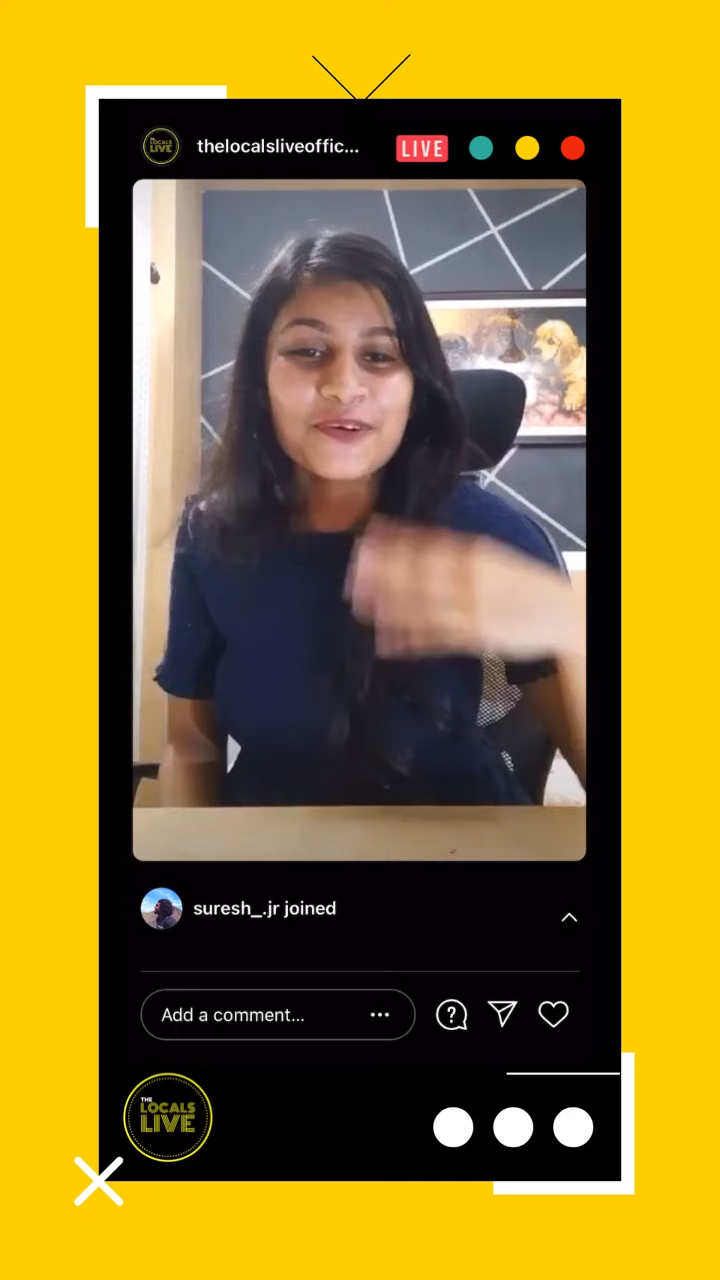 THE
LOCALS
LIVE
thelocalsliveoffic...
LIVE
suresh_.jr joined
Add a comment...
THE
LOCALS
LIVE